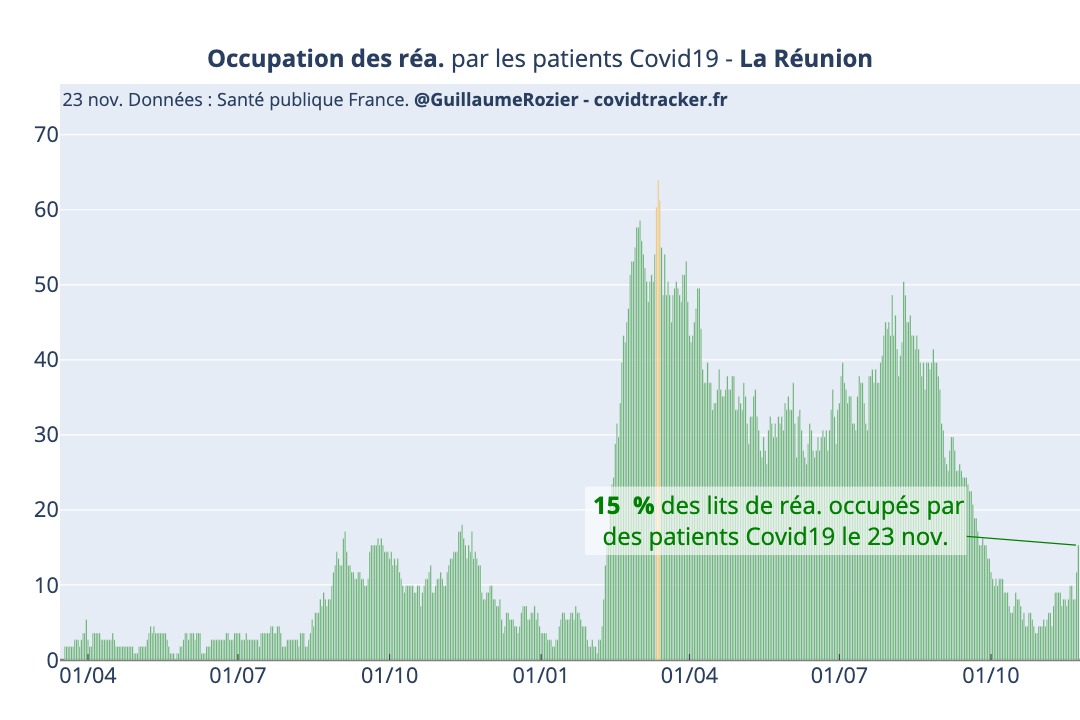 Occupation des réa. par les patients Covid19 - La Réunion
23 nov. Données : Santé publique France. @GuillaumeRozier - covidtracker.fr
70
60
50
40
30
20
10
0
15 % des lits de réa. occupés par
des patients Covid19 le 23 nov.
01/04 01/07 01/10 01/01 01/04 01/07 01/10